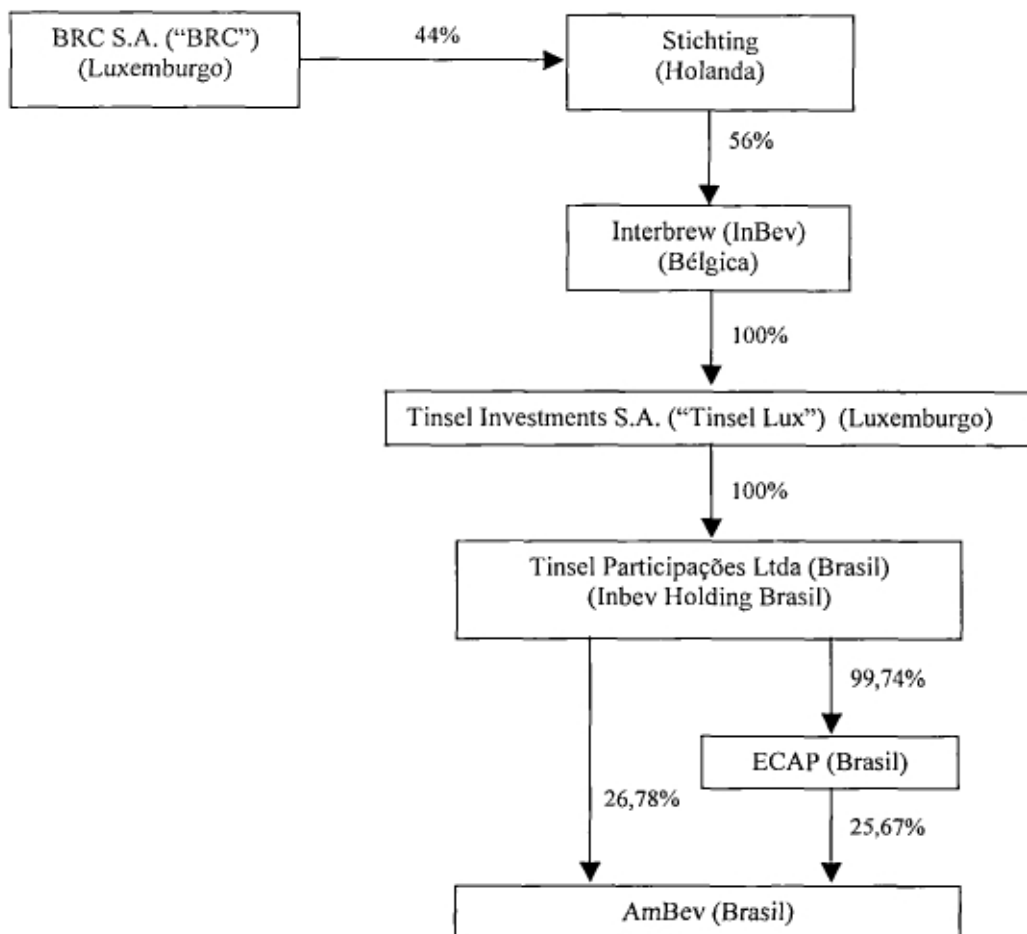 BRC S.A. (“BRC”)
(Luxemburgo)
44%
Stichting
(Holanda)
56%
Interbrew (InBev)
(Bélgica)
100%
Tinsel Investments S.A. (“Tinsel Lux”) (Luxemburgo)
100%
Tinsel Participações Ltda (Brasil)
(Inbev Holding Brasil)
99,74%
ECAP (Brasil)
26,78%
25,67%
AmBev (Brasil)